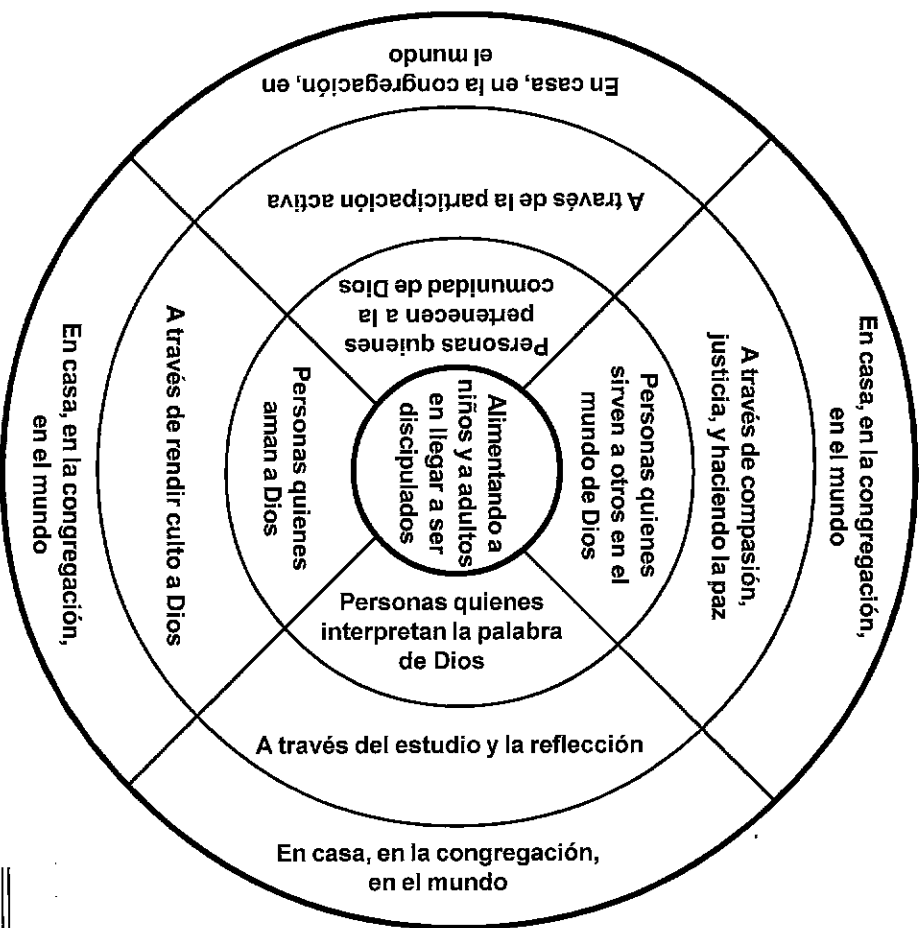 Alimentando a
niños y a adultos
en llegar a ser
discipulados
Personas quienes
pertenecen a la
comunidad de Dios
A través de la participación activa
En casa, en la congregación, en
el mundo
Personas quienes
sirven a otros en el
mundo de Dios
A través de compasión,
justicia, y haciendo la paz
En casa, en la congregación,
en el mundo
Personas quienes
interpretan la palabra
de Dios
A través del estudio y la reflección
En casa, en la congregación,
en el mundo
Personas quienes
aman a Dios
A través de rendir culto a Dios
En casa, en la congregación,
en el mundo